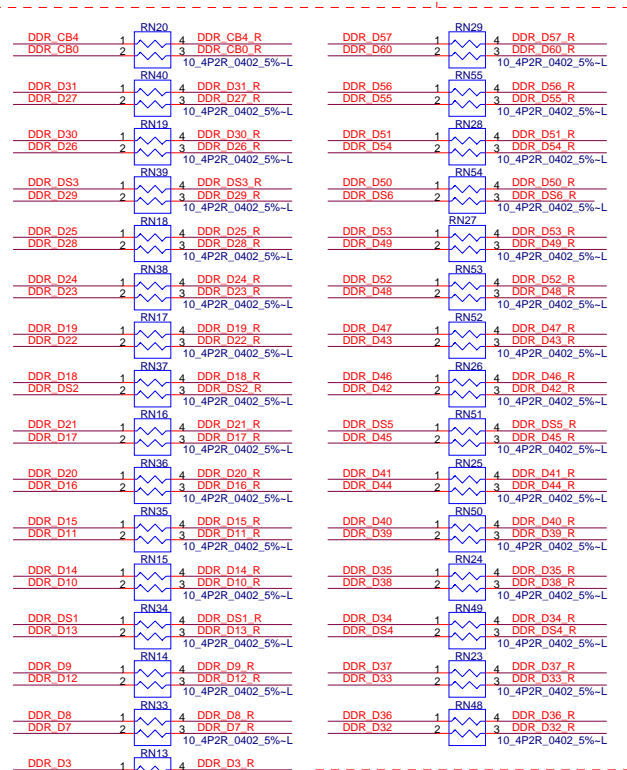 RN20
DDR_CB4 1 4 DDR_CB4_R
DDR_CB0 2 3 DDR_CB0_R
10_4P2R_0402_5%~L
RN40
DDR_D31 1 4 DDR_D31_R
DDR_D27 2 3 DDR_D27_R
10_4P2R_0402_5%~L
RN19
DDR_D30 1 4 DDR_D30_R
DDR_D26 2 3 DDR_D26_R
10_4P2R_0402_5%~L
RN39
DDR_DS3 1 4 DDR_DS3_R
DDR_D29 2 3 DDR_D29_R
10_4P2R_0402_5%~L
RN18
DDR_D25 1 4 DDR_D25_R
DDR_D28 2 3 DDR_D28_R
10_4P2R_0402_5%~L
RN38
DDR_D24 1 4 DDR_D24_R
DDR_D23 2 3 DDR_D23_R
10_4P2R_0402_5%~L
RN17
DDR_D19 1 4 DDR_D19_R
DDR_D22 2 3 DDR_D22_R
10_4P2R_0402_5%~L
RN37
DDR_D18 1 4 DDR_D18_R
DDR_DS2 2 3 DDR_DS2_R
10_4P2R_0402_5%~L
RN16
DDR_D21 1 4 DDR_D21_R
DDR_D17 2 3 DDR_D17_R
10_4P2R_0402_5%~L
RN36
DDR_D20 1 4 DDR_D20_R
DDR_D16 2 3 DDR_D16_R
10_4P2R_0402_5%~L
RN35
DDR_D15 1 4 DDR_D15_R
DDR_D11 2 3 DDR_D11_R
10_4P2R_0402_5%~L
RN15
DDR_D14 1 4 DDR_D14_R
DDR_D10 2 3 DDR_D10_R
10_4P2R_0402_5%~L
RN34
DDR_DS1 1 4 DDR_DS1_R
DDR_D13 2 3 DDR_D13_R
10_4P2R_0402_5%~L
RN14
DDR_D9 1 4 DDR_D9_R
DDR_D12 2 3 DDR_D12_R
10_4P2R_0402_5%~L
RN33
DDR_D8 1 4 DDR_D8_R
DDR_D7 2 3 DDR_D7_R
10_4P2R_0402_5%~L
RN13
DDR_D3 1 4 DDR_D3_R
RN29
DDR_D57 1 4 DDR_D57_R
DDR_D60 2 3 DDR_D60_R
10_4P2R_0402_5%~L
RN55
DDR_D56 1 4 DDR_D56_R
DDR_D55 2 3 DDR_D55_R
10_4P2R_0402_5%~L
RN28
DDR_D51 1 4 DDR_D51_R
DDR_D54 2 3 DDR_D54_R
10_4P2R_0402_5%~L
RN54
DDR_D50 1 4 DDR_D50_R
DDR_DS6 2 3 DDR_DS6_R
10_4P2R_0402_5%~L
RN27
DDR_D53 1 4 DDR_D53_R
DDR_D49 2 3 DDR_D49_R
10_4P2R_0402_5%~L
RN53
DDR_D52 1 4 DDR_D52_R
DDR_D48 2 3 DDR_D48_R
10_4P2R_0402_5%~L
RN52
DDR_D47 1 4 DDR_D47_R
DDR_D43 2 3 DDR_D43_R
10_4P2R_0402_5%~L
RN26
DDR_D46 1 4 DDR_D46_R
DDR_D42 2 3 DDR_D42_R
10_4P2R_0402_5%~L
RN51
DDR_DS5 1 4 DDR_DS5_R
DDR_D45 2 3 DDR_D45_R
10_4P2R_0402_5%~L
RN25
DDR_D41 1 4 DDR_D41_R
DDR_D44 2 3 DDR_D44_R
10_4P2R_0402_5%~L
RN50
DDR_D40 1 4 DDR_D40_R
DDR_D39 2 3 DDR_D39_R
10_4P2R_0402_5%~L
RN24
DDR_D35 1 4 DDR_D35_R
DDR_D38 2 3 DDR_D38_R
10_4P2R_0402_5%~L
RN49
DDR_D34 1 4 DDR_D34_R
DDR_DS4 2 3 DDR_DS4_R
10_4P2R_0402_5%~L
RN23
DDR_D37 1 4 DDR_D37_R
DDR_D33 2 3 DDR_D33_R
10_4P2R_0402_5%~L
RN48
DDR_D36 1 4 DDR_D36_R
DDR_D32 2 3 DDR_D32_R
10_4P2R_0402_5%~L